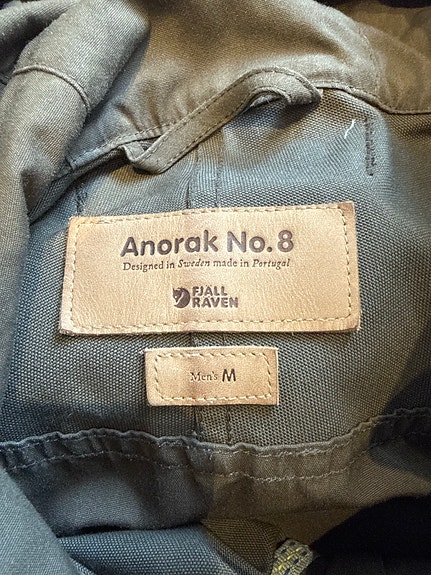 Anorak No. 8
Designed in Sweden made in Portugal
FJALL
RAVEN
Men's M